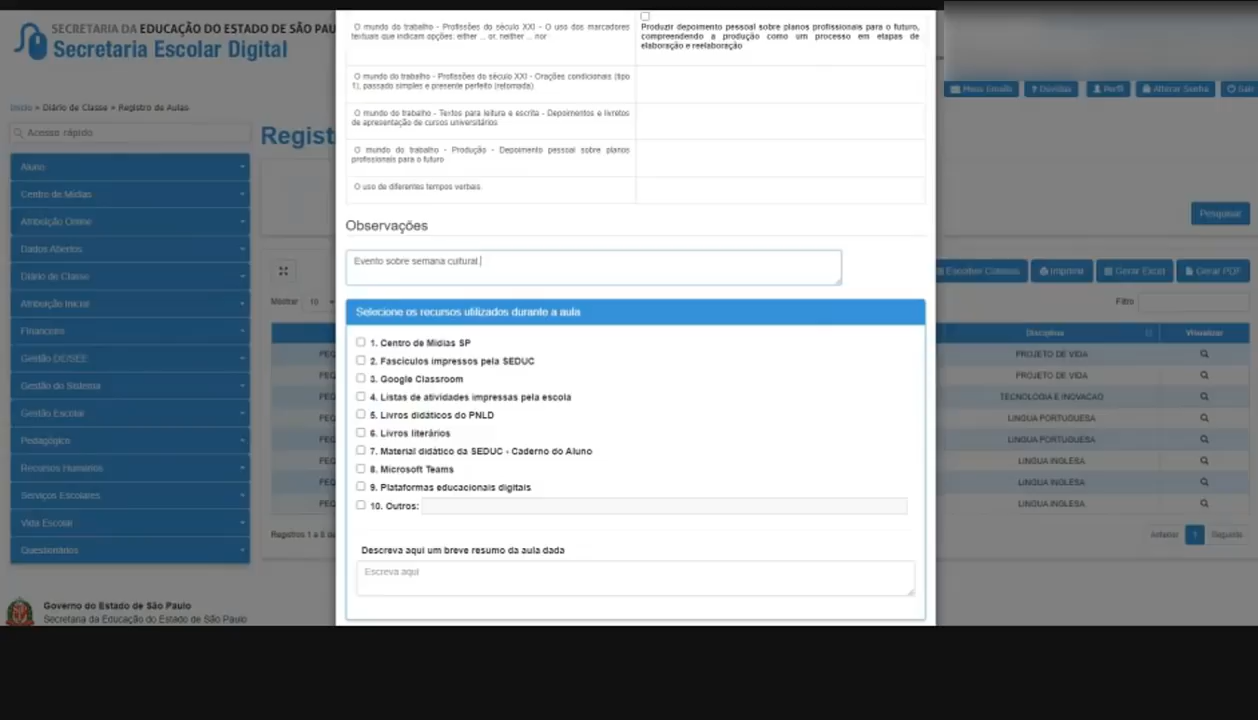 SECRETARIA DA EDUCAÇÃO DO ESTADO DE SÃO PAU
Secretaria Escolar Digital
Início » Diário de Classe » Registro de Aulas
Acesso rápido
Aluno
Centro de Mídias
Atribuição Online
Dados Abertos
Diário de Classe
Atribuição Inicial
Financeiro
Gestão DE/SEE
Gestão do Sistema
Gestão Escolar
Pedagógico
Recursos Humanos
Serviços Escolares
Vida Escolar
Questionários
Governo do Estado de São Paulo
Secretaria da Educação do Estado de São Paulo
Regist
Mostrar 10
Registros 1 a 8 d
O mundo do trabalho - Profissões do século XXI - O uso dos marcadores
textuais que indicam opções: either ... or, neither ... nor
Produzir depoimento pessoal sobre planos profissionais para o futuro,
compreendendo a produção como um processo em etapas de
elaboração e reelaboração
O mundo do trabalho - Profissões do século XXI - Orações condicionais (tipo
1), passado simples e presente perfeito (retomada)
O mundo do trabalho - Textos para leitura e escrita - Depoimentos e livretos
de apresentação de cursos universitários
O mundo do trabalho - Produção - Depoimento pessoal sobre planos
profissionais para o futuro
O uso de diferentes tempos verbais
Observações
Evento sobre semana cultural
Selecione os recursos utilizados durante a aula
1. Centro de Mídias SP
2. Fascículos impressos pela SEDUC
3. Google Classroom
4. Listas de atividades impressas pela escola
5. Livros didáticos do PNLD
6. Livros literários
7. Material didático da SEDUC - Caderno do Aluno
8. Microsoft Teams
9. Plataformas educacionais digitais
10. Outros:
Descreva aqui um breve resumo da aula dada
Escreva aqui
Meus Emails
? Dúvidas
Perfil
Alterar Senha
Sair
Pesquisar
Escolher Colunas
Imprimir
Gerar Excel
Gerar PDF
Filtro
Disciplina Visualizar
PROJETO DE VIDA
PROJETO DE VIDA
TECNOLOGIA E INOVACAO
LINGUA PORTUGUESA
LINGUA PORTUGUESA
LINGUA INGLESA
LINGUA INGLESA
LINGUA INGLESA
Anterior 1 Seguinte